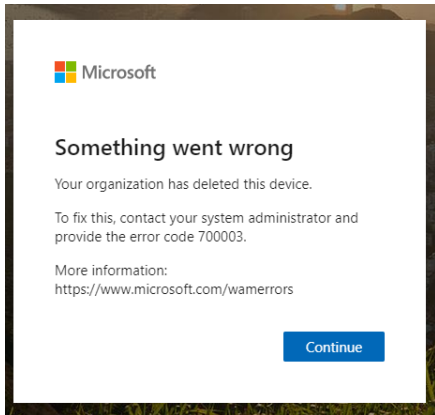 Microsoft
Something went wrong
Your organization has deleted this device.
To fix this, contact your system administrator and
provide the error code 700003.
More information:
https://www.microsoft.com/wamerrors
Continue